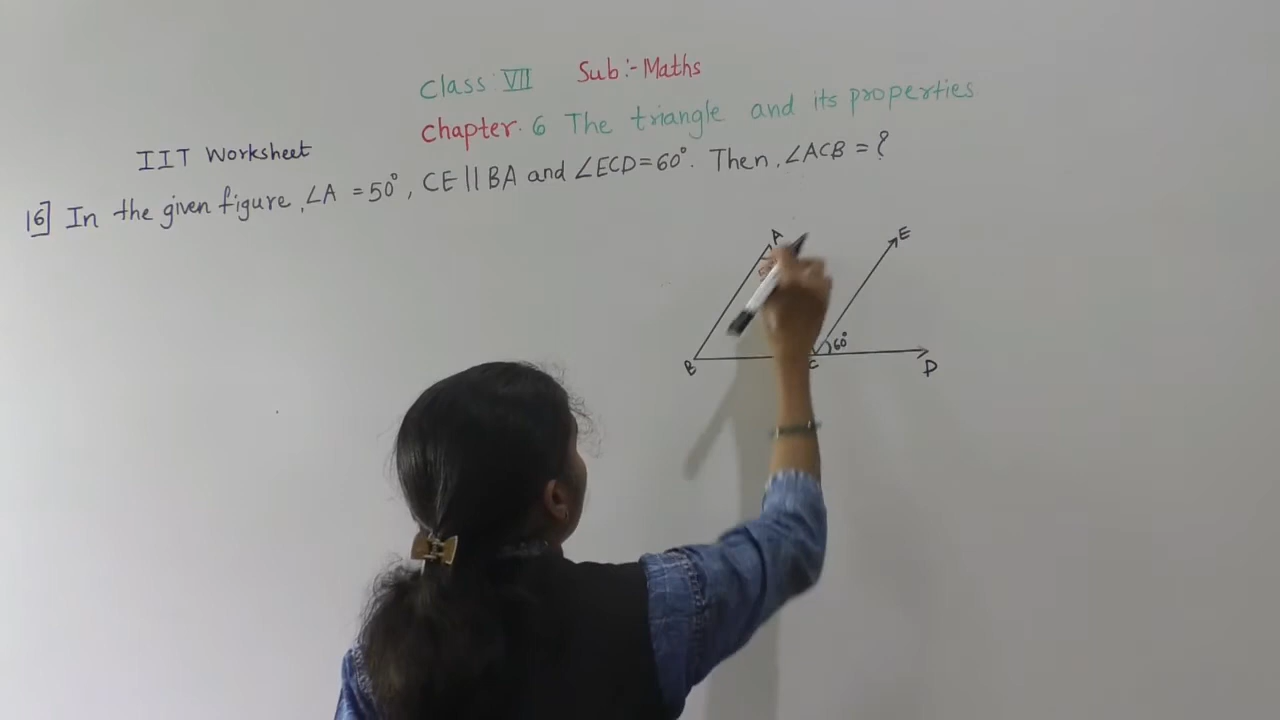 Class VII Sub:- Maths
Chapter. 6 The triangle and its properties
IIT Worksheet
16] In the given figure, ∠A = 50°, CE || BA and ∠ECD = 60°. Then, ∠ACB = ?
A
E
60°
B
C
D